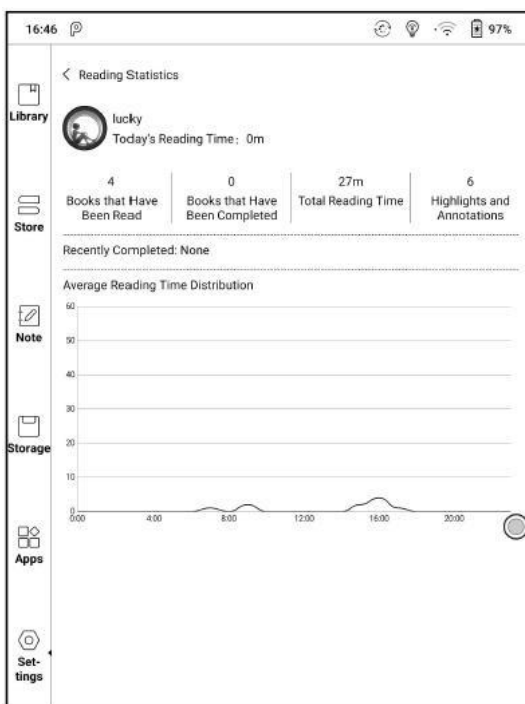 16:46 97%
Library
Store
Note
Storage
Apps
Set-
tings
Reading Statistics
lucky
Today's Reading Time: 0m
4 0 27m 6
Books that Have Books that Have Total Reading Time Highlights and
Been Read Been Completed Annotations
Recently Completed: None
Average Reading Time Distribution
60
50
40
30
20
10
0
0:00 4:00 8:00 12:00 16:00 20:00